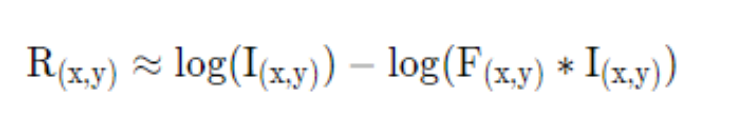 R(x,y) ≈ log(I(x,y)) − log(F(x,y) * I(x,y))